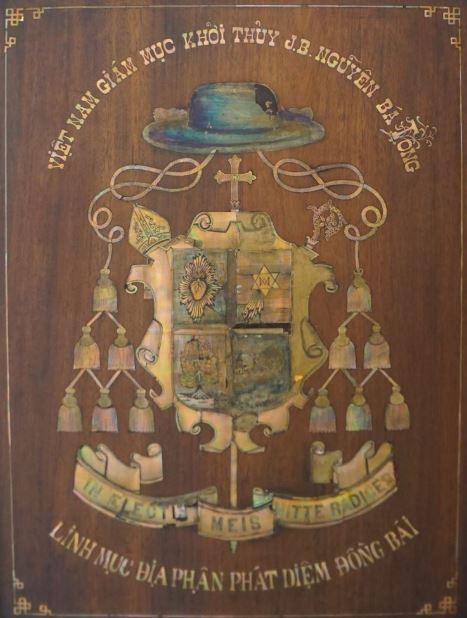 VIỆT NAM GIÁM MỤC KHỞI THỦY J.B. NGUYỄN BÁ TÒNG
IN ELECTIS MEIS MITTE RADICES
LINH MỤC ĐỊA PHẬN PHÁT DIỆM ĐỒNG BÁI